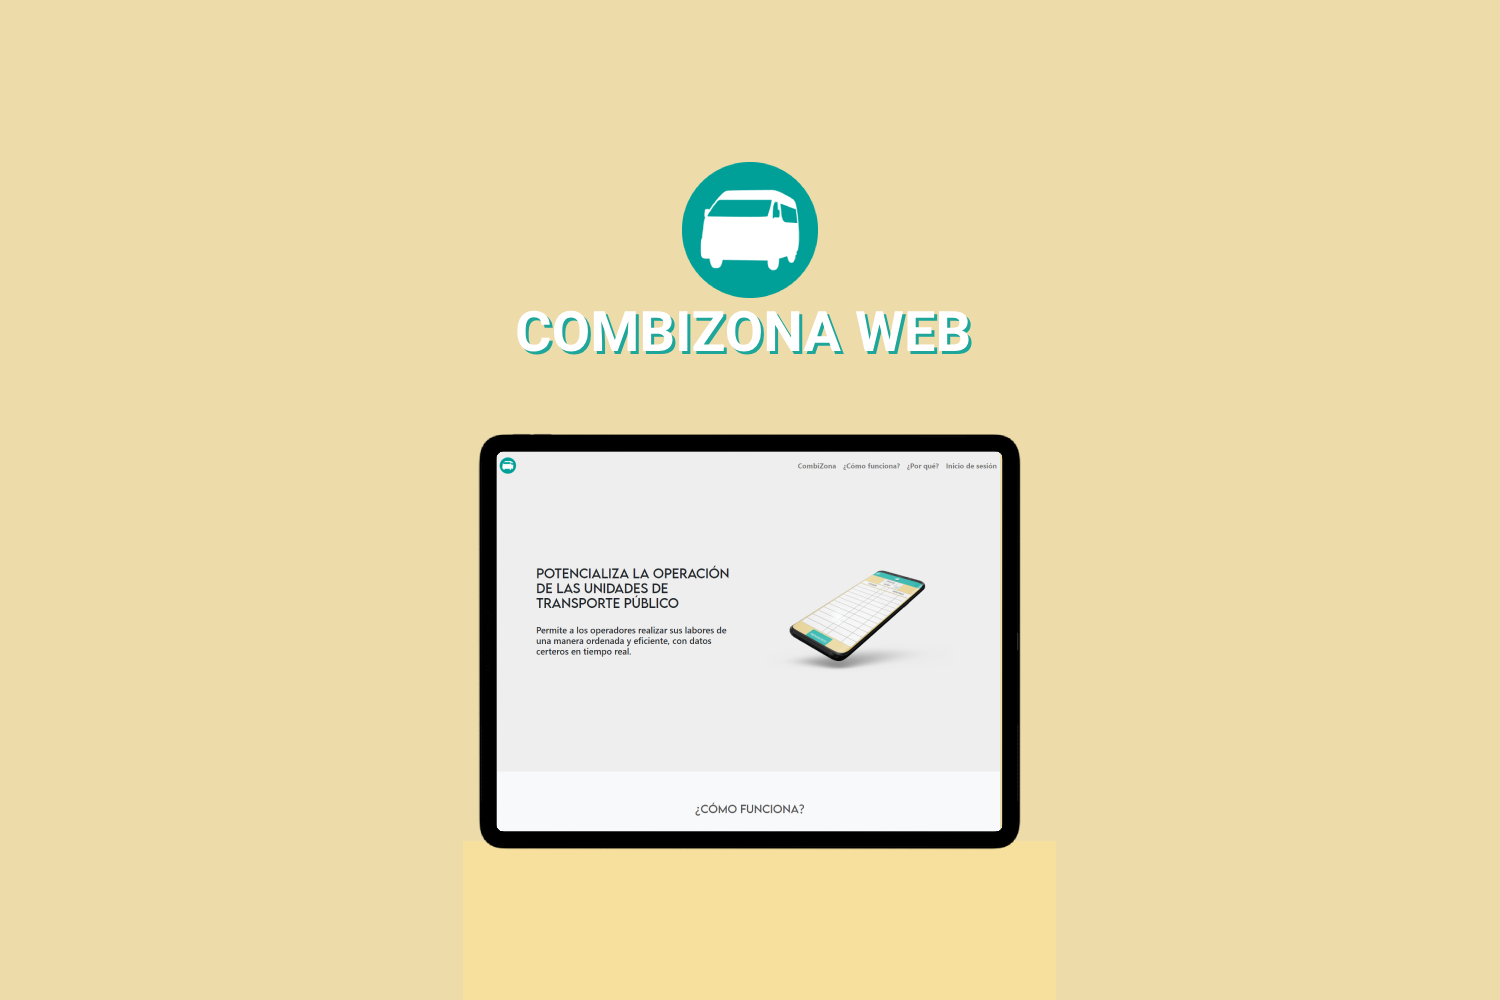 COMBIZONA WEB
CombiZona ¿Cómo funciona? ¿Por qué? Inicio de sesión
POTENCIALIZA LA OPERACIÓN
DE LAS UNIDADES DE
TRANSPORTE PÚBLICO
Permite a los operadores realizar sus labores de
una manera ordenada y eficiente, con datos
certeros en tiempo real.
¿CÓMO FUNCIONA?